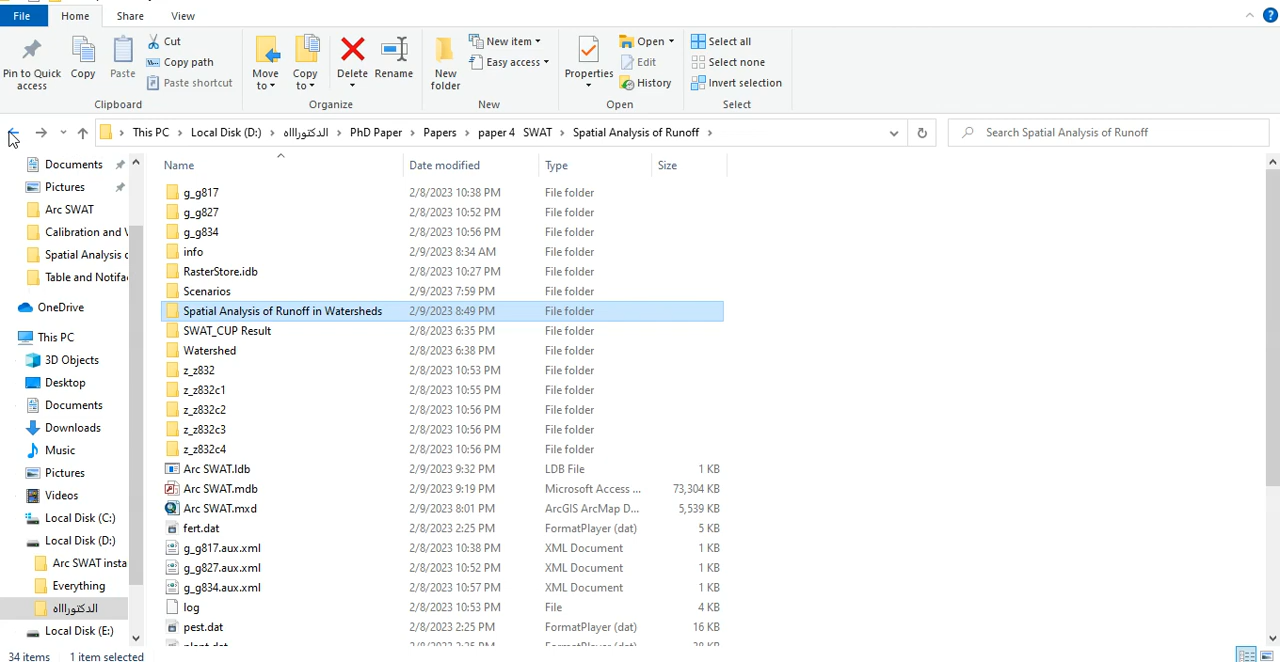 File Home Share View
Pin to Quick access
Copy
Paste
Cut
Copy path
Paste shortcut
Clipboard
Move to
Copy to
Delete
Rename
Organize
New folder
New item
Easy access
New
Properties
Open
Edit
History
Open
Select all
Select none
Invert selection
Select
This PC > Local Disk (D:) > الدكتوراااه > PhD Paper > Papers > paper 4 SWAT > Spatial Analysis of Runoff >
Search Spatial Analysis of Runoff
Documents
Pictures
Arc SWAT
Calibration and V
Spatial Analysis o
Table and Notifa
OneDrive
This PC
3D Objects
Desktop
Documents
Downloads
Music
Pictures
Videos
Local Disk (C:)
Local Disk (D:)
Arc SWAT insta
Everything
الدكتوراااه
Local Disk (E:)
Name Date modified Type Size
g_g817 2/8/2023 10:38 PM File folder
g_g827 2/8/2023 10:52 PM File folder
g_g834 2/8/2023 10:56 PM File folder
info 2/9/2023 8:34 AM File folder
RasterStore.idb 2/8/2023 10:27 PM File folder
Scenarios 2/9/2023 7:59 PM File folder
Spatial Analysis of Runoff in Watersheds 2/9/2023 8:49 PM File folder
SWAT_CUP Result 2/8/2023 6:35 PM File folder
Watershed 2/8/2023 6:38 PM File folder
z_z832 2/8/2023 10:53 PM File folder
z_z832c1 2/8/2023 10:55 PM File folder
z_z832c2 2/8/2023 10:56 PM File folder
z_z832c3 2/8/2023 10:56 PM File folder
z_z832c4 2/8/2023 10:56 PM File folder
Arc SWAT.ldb 2/9/2023 9:32 PM LDB File 1 KB
Arc SWAT.mdb 2/9/2023 9:19 PM Microsoft Access ... 73,304 KB
Arc SWAT.mxd 2/9/2023 8:01 PM ArcGIS ArcMap D... 5,539 KB
fert.dat 2/8/2023 2:25 PM FormatPlayer (dat) 5 KB
g_g817.aux.xml 2/8/2023 10:38 PM XML Document 1 KB
g_g827.aux.xml 2/8/2023 10:52 PM XML Document 1 KB
g_g834.aux.xml 2/8/2023 10:57 PM XML Document 1 KB
log 2/8/2023 10:53 PM File 4 KB
pest.dat 2/8/2023 2:25 PM FormatPlayer (dat) 16 KB
34 items 1 item selected